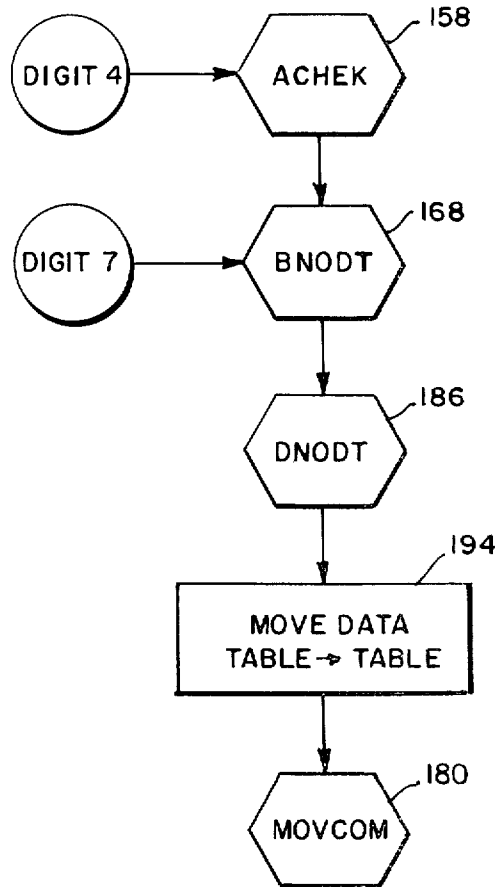 158
DIGIT 4
ACHEK
168
DIGIT 7
BNODT
186
DNODT
194
MOVE DATA
TABLE → TABLE
180
MOVCOM